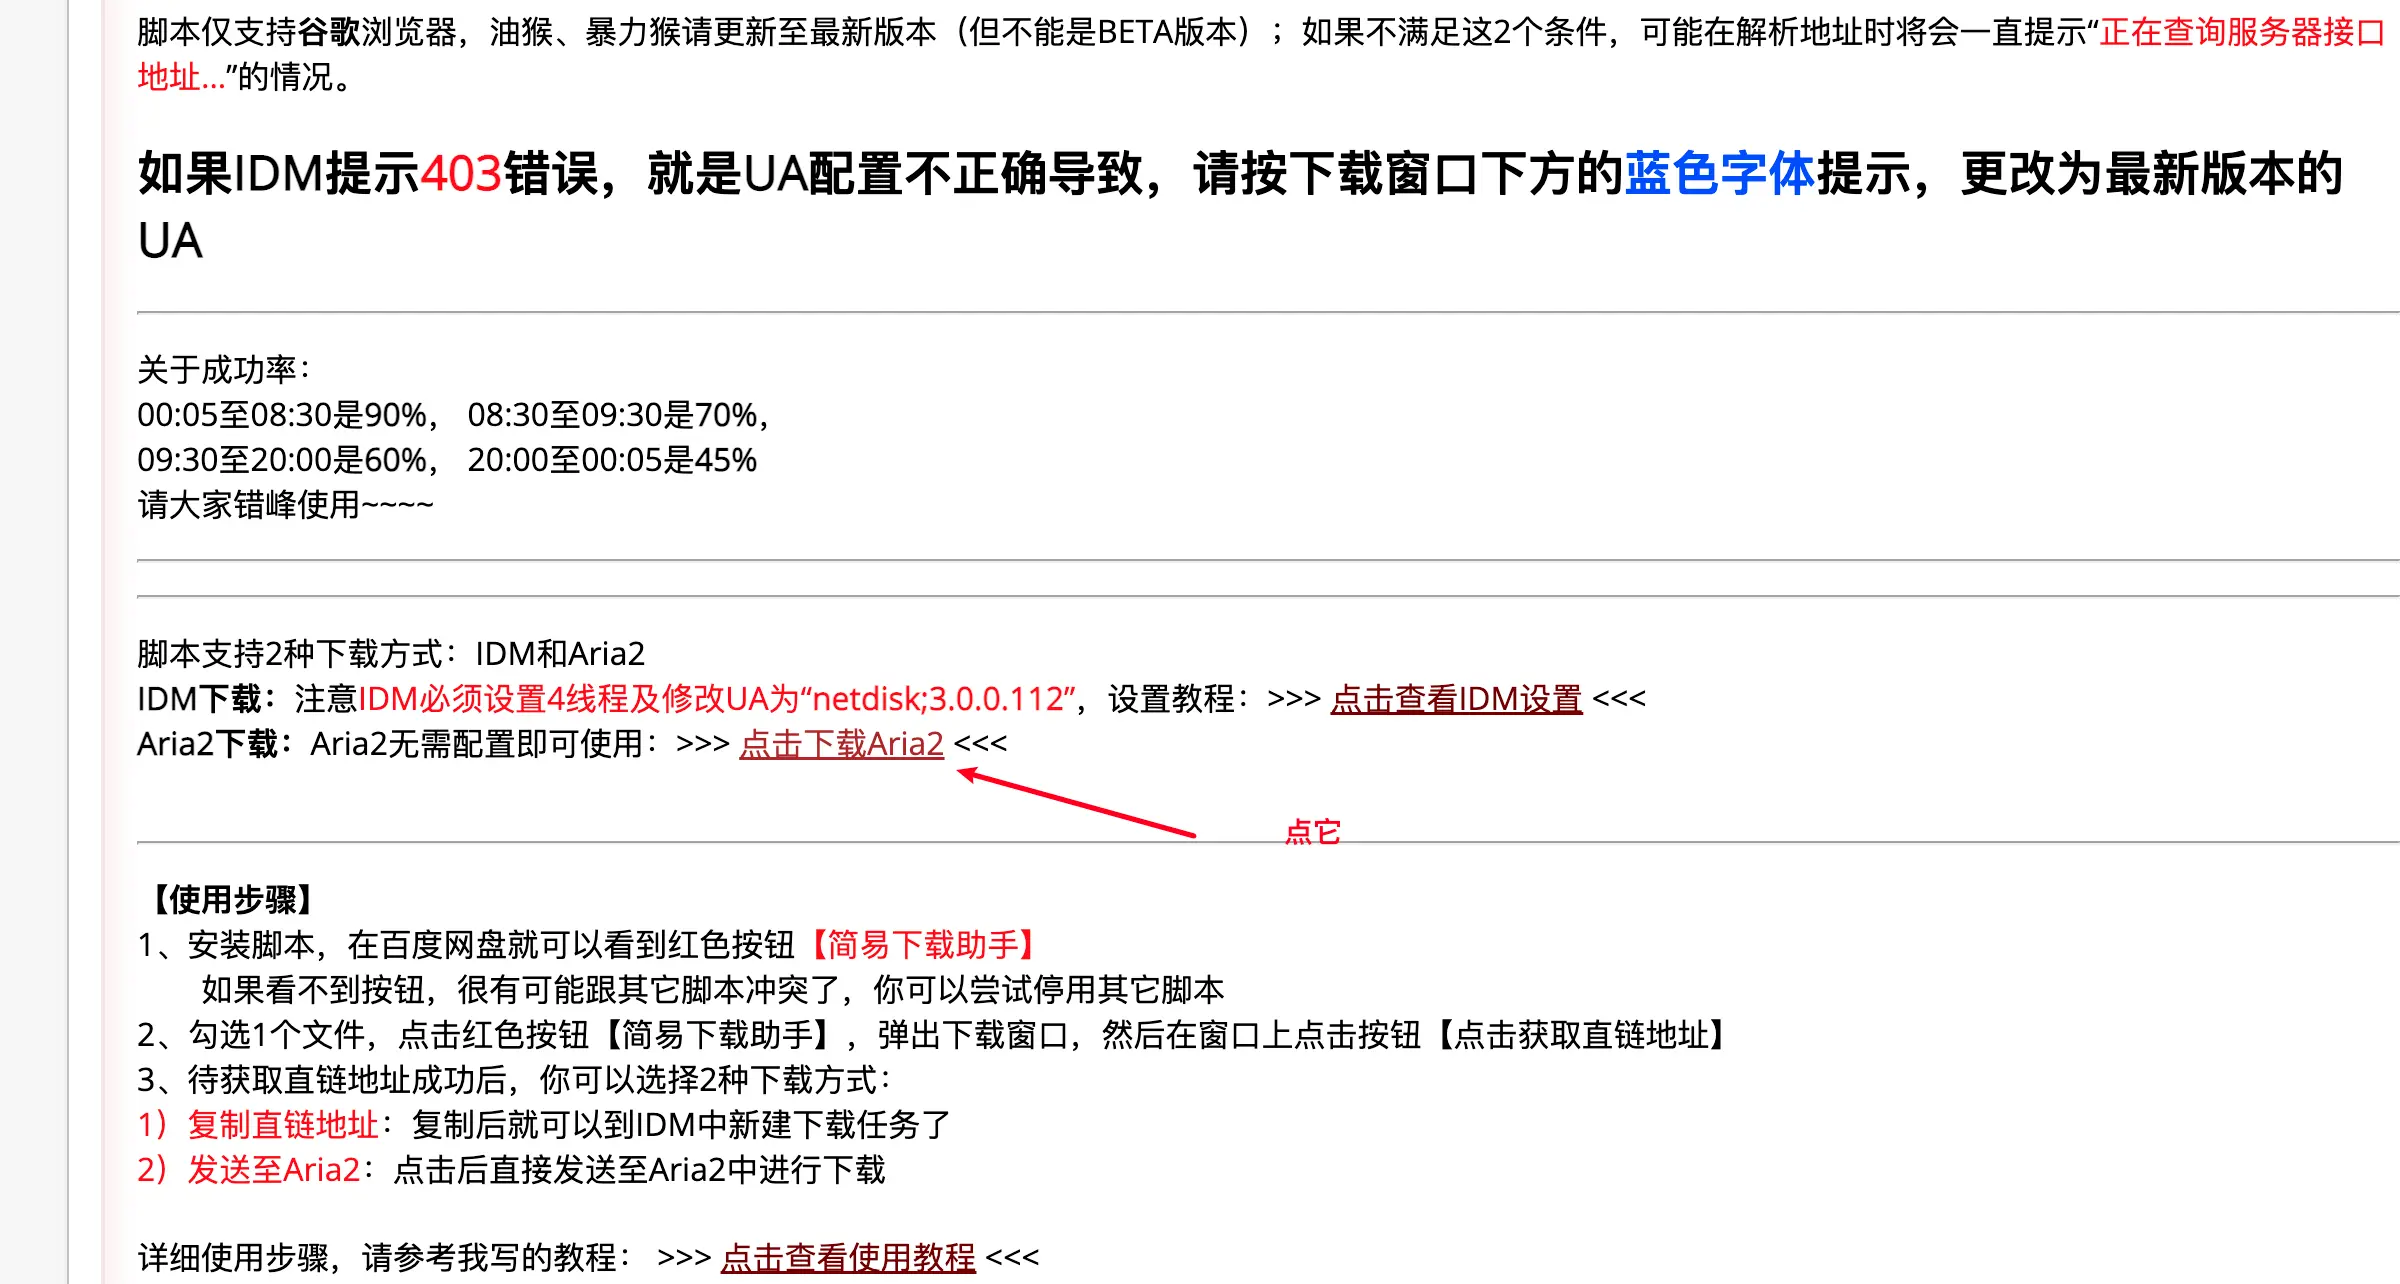 脚本仅支持谷歌浏览器，油猴、暴力猴请更新至最新版本（但不能是BETA版本）；如果不满足这2个条件，可能在解析地址时将会一直提示“正在查询服务器接口
地址...”的情况。
如果IDM提示403错误，就是UA配置不正确导致，请按下载窗口下方的蓝色字体提示，更改为最新版本的
UA
关于成功率：
00:05至08:30是90%， 08:30至09:30是70%，
09:30至20:00是60%， 20:00至00:05是45%
请大家错峰使用~~~~
脚本支持2种下载方式：IDM和Aria2
IDM下载：注意IDM必须设置4线程及修改UA为“netdisk;3.0.0.112”，设置教程：>>> 点击查看IDM设置 <<<
Aria2下载：Aria2无需配置即可使用：>>> 点击下载Aria2 <<<
点它
【使用步骤】
1、安装脚本，在百度网盘就可以看到红色按钮【简易下载助手】
如果看不到按钮，很有可能跟其它脚本冲突了，你可以尝试停用其它脚本
2、勾选1个文件，点击红色按钮【简易下载助手】，弹出下载窗口，然后在窗口上点击按钮【点击获取直链地址】
3、待获取直链地址成功后，你可以选择2种下载方式：
1）复制直链地址：复制后就可以到IDM中新建下载任务了
2）发送至Aria2：点击后直接发送至Aria2中进行下载
详细使用步骤，请参考我写的教程： >>> 点击查看使用教程 <<<